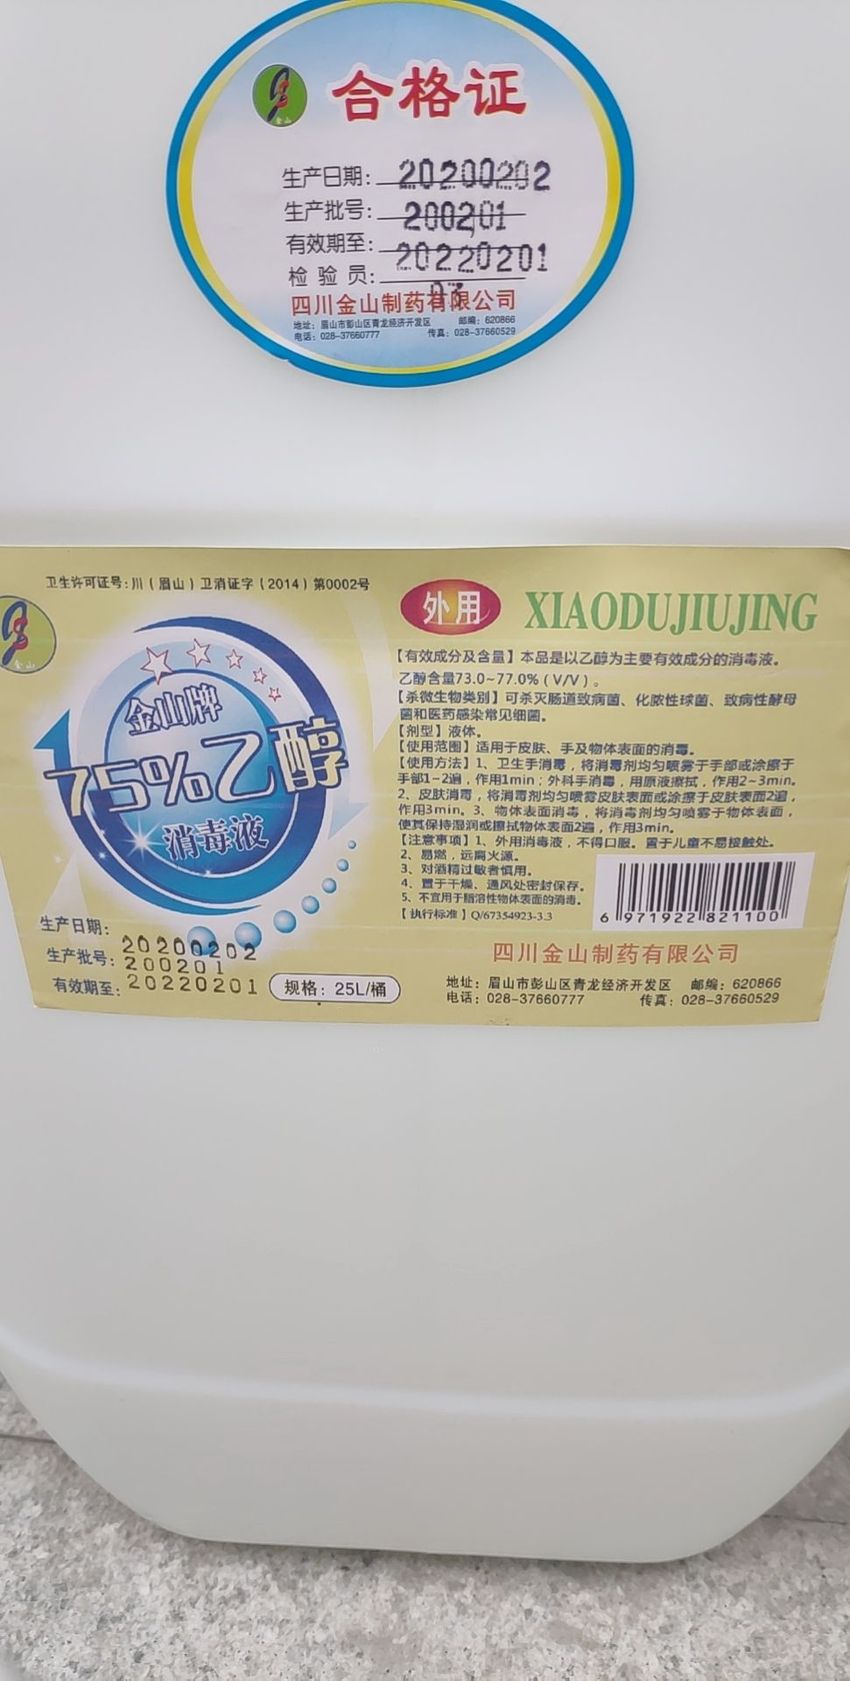 金山
合格证
生产日期: 20200202
生产批号: 200201
有效期至: 20220201
检验员: 03
四川金山制药有限公司
地址: 眉山市彭山区青龙经济开发区 邮编: 620866
电话: 028-37660777 传真: 028-37660529
卫生许可证号:川(眉山)卫消证字(2014)第0002号
金山
金山牌
75%乙醇
消毒液
生产日期: 20200202
生产批号: 200201
有效期至: 20220201
规格: 25L/桶
外用 XIAODUJIUJING
【有效成分及含量】本品是以乙醇为主要有效成分的消毒液。
乙醇含量73.0~77.0%(V/V)。
【杀微生物类别】可杀灭肠道致病菌、化脓性球菌、致病性酵母
菌和医药感染常见细菌。
【剂型】液体。
【使用范围】适用于皮肤、手及物体表面的消毒。
【使用方法】1、卫生手消毒,将消毒剂均匀喷雾于手部或涂擦于
手部1-2遍,作用1min;外科手消毒,用原液擦拭,作用2~3min。
2、皮肤消毒,将消毒剂均匀喷雾皮肤表面或涂擦于皮肤表面2遍,
作用3min。3、物体表面消毒,将消毒剂均匀喷雾于物体表面,
使其保持湿润或擦拭物体表面2遍,作用3min。
【注意事项】1、外用消毒液,不得口服。置于儿童不易接触处。
2、易燃,远离火源。
3、对酒精过敏者慎用。
4、置于干燥、通风处密封保存。
5、不宜用于脂溶性物体表面的消毒。
【执行标准】Q/67354923-3.3
6 971922 821100
四川金山制药有限公司
地址: 眉山市彭山区青龙经济开发区 邮编: 620866
电话: 028-37660777 传真: 028-37660529